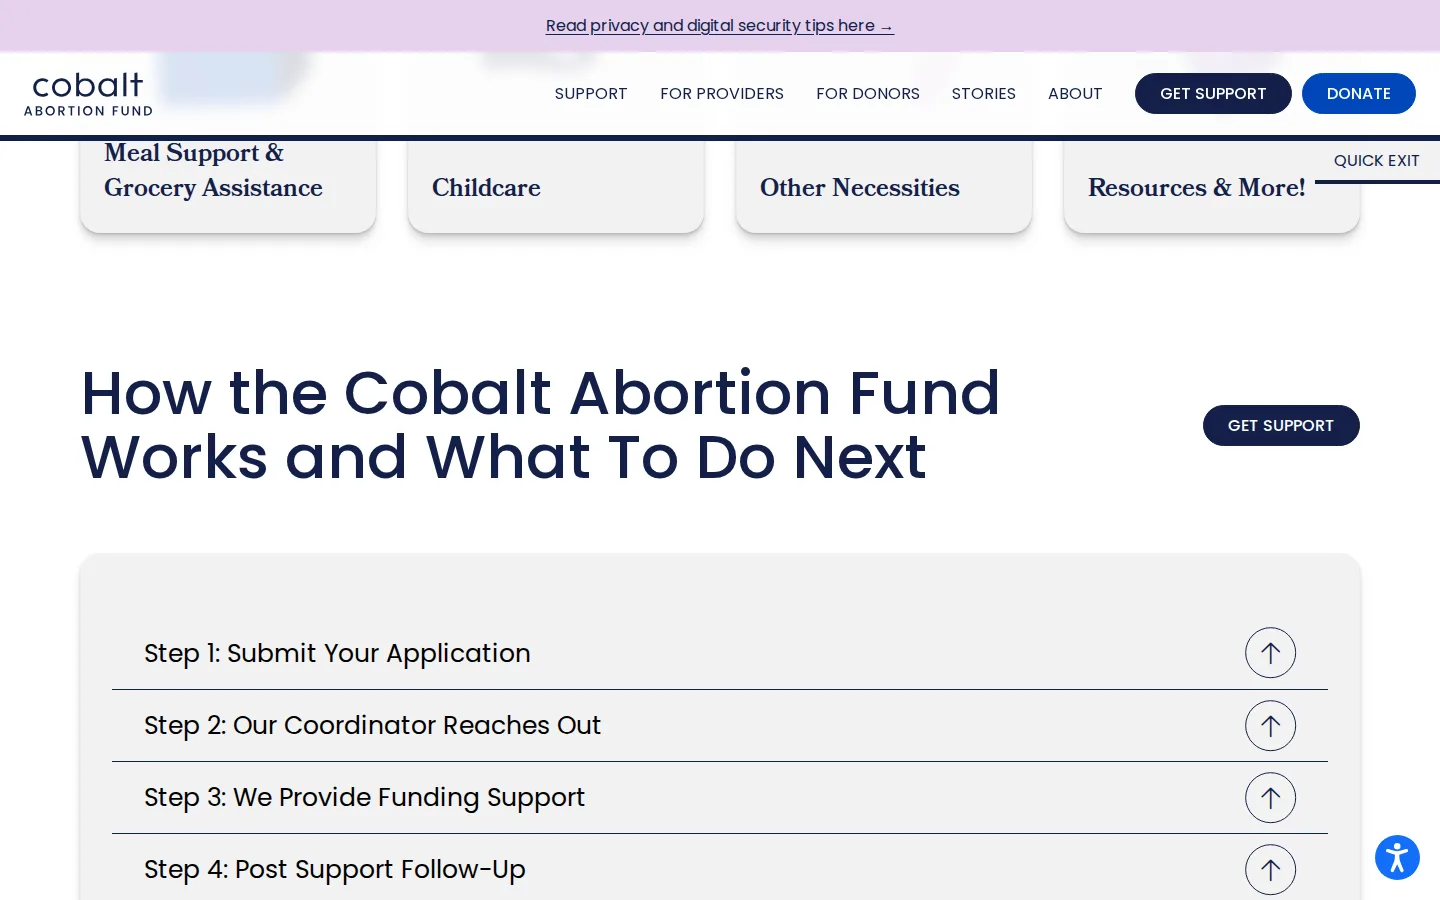 Read privacy and digital security tips here →
cobalt
ABORTION FUND
SUPPORT
FOR PROVIDERS
FOR DONORS
STORIES
ABOUT
GET SUPPORT
DONATE
QUICK EXIT
Meal Support &
Grocery Assistance
Childcare
Other Necessities
Resources & More!
How the Cobalt Abortion Fund
Works and What To Do Next
GET SUPPORT
Step 1: Submit Your Application
Step 2: Our Coordinator Reaches Out
Step 3: We Provide Funding Support
Step 4: Post Support Follow-Up